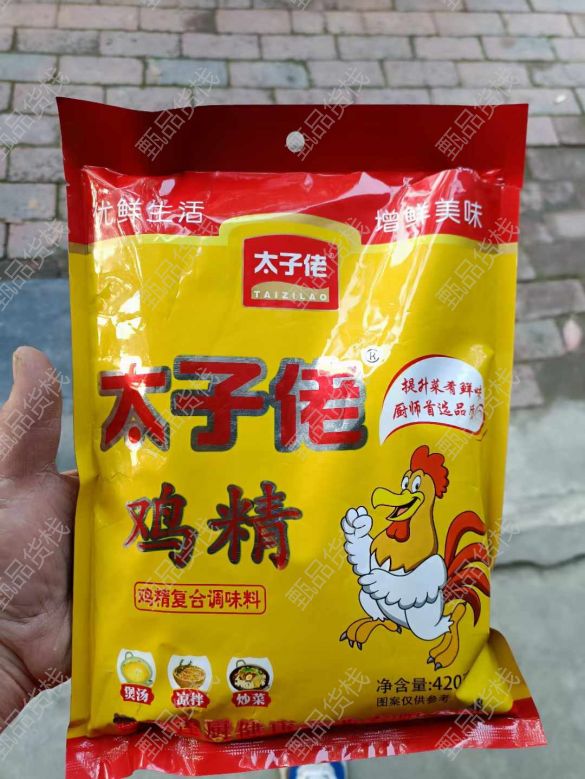 尤鲜生活
增鲜美味
太子佬
TAIZILAO
太子佬®
提升菜肴鲜味
厨师首选品
鸡精
鸡精复合调味料
煲汤
凉拌
炒菜
净含量:420
图案仅供参考
甄品货栈